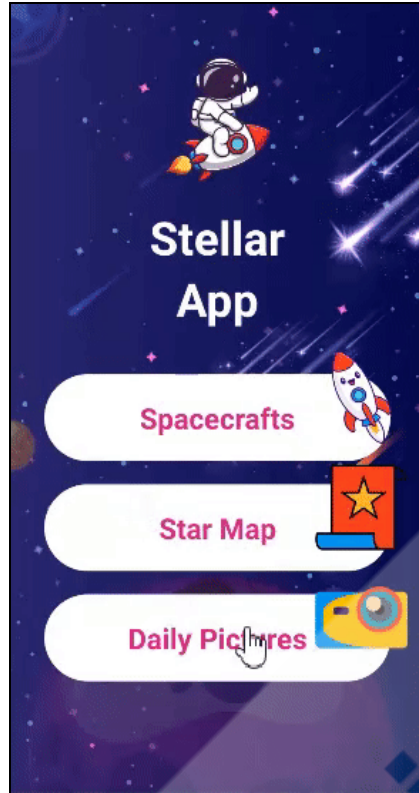 Stellar
App
Spacecrafts
Star Map
Daily Pictures